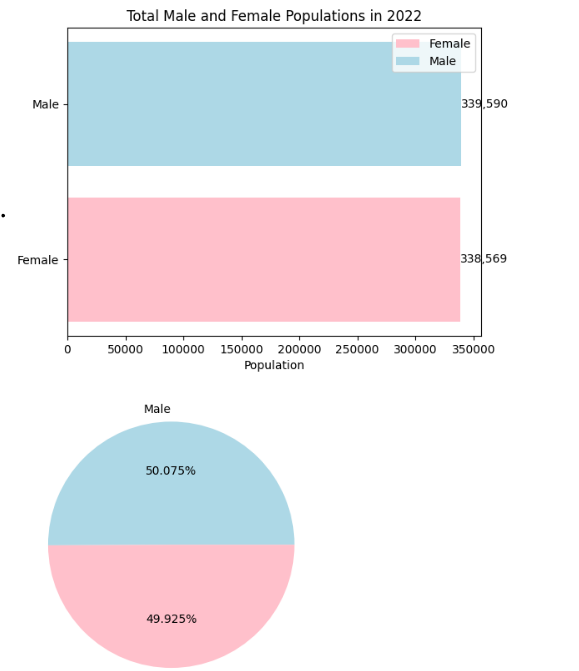 Total Male and Female Populations in 2022
Female
Male
Male
339,590
Female
338,569
0 50000 100000 150000 200000 250000 300000 350000
Population
Male
50.075%
49.925%